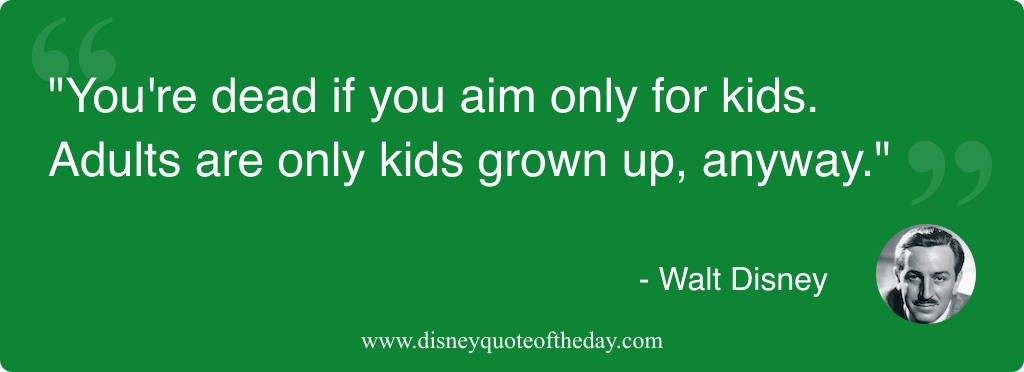 "You're dead if you aim only for kids.
Adults are only kids grown up, anyway."
- Walt Disney
www.disneyquoteoftheday.com